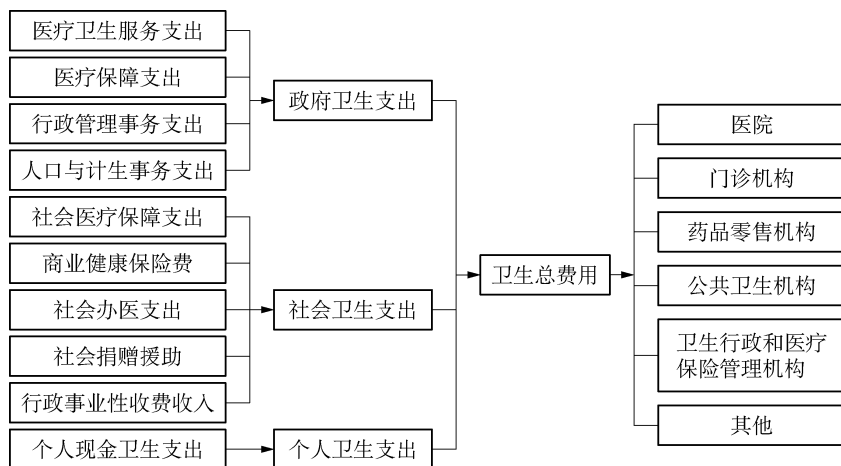 医疗卫生服务支出
医疗保障支出
行政管理事务支出
人口与计生事务支出
社会医疗保障支出
商业健康保险费
社会办医支出
社会捐赠援助
行政事业性收费收入
个人现金卫生支出
政府卫生支出
社会卫生支出
个人卫生支出
卫生总费用
医院
门诊机构
药品零售机构
公共卫生机构
卫生行政和医疗
保险管理机构
其他